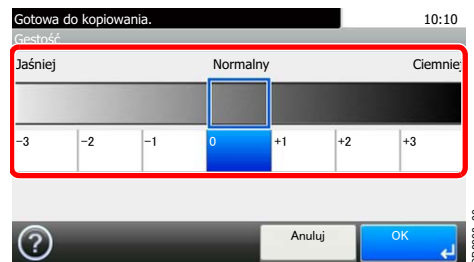 Gotowa do kopiowania. 10:10
Gęstość
Jaśniej Normalny Ciemniej
-3 -2 -1 0 +1 +2 +3
? Anuluj OK